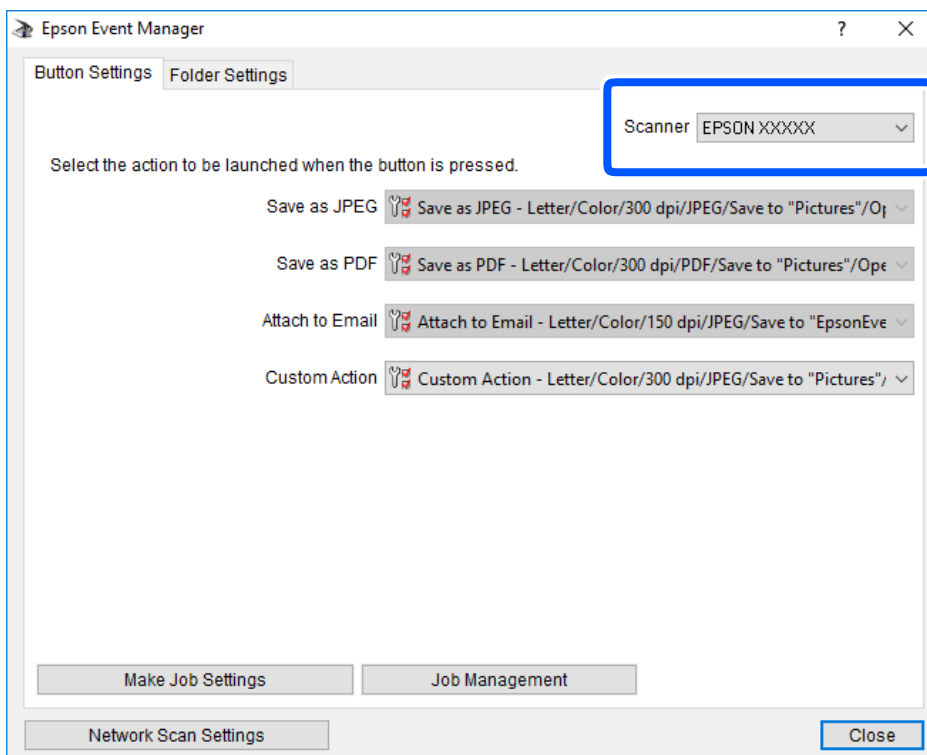 Epson Event Manager
Button Settings
Folder Settings
Scanner EPSON XXXXX
Select the action to be launched when the button is pressed.
Save as JPEG Save as JPEG - Letter/Color/300 dpi/JPEG/Save to "Pictures"/Op
Save as PDF Save as PDF - Letter/Color/300 dpi/PDF/Save to "Pictures"/Ope
Attach to Email Attach to Email - Letter/Color/150 dpi/JPEG/Save to "EpsonEve
Custom Action Custom Action - Letter/Color/300 dpi/JPEG/Save to "Pictures"/
Make Job Settings
Job Management
Network Scan Settings
Close